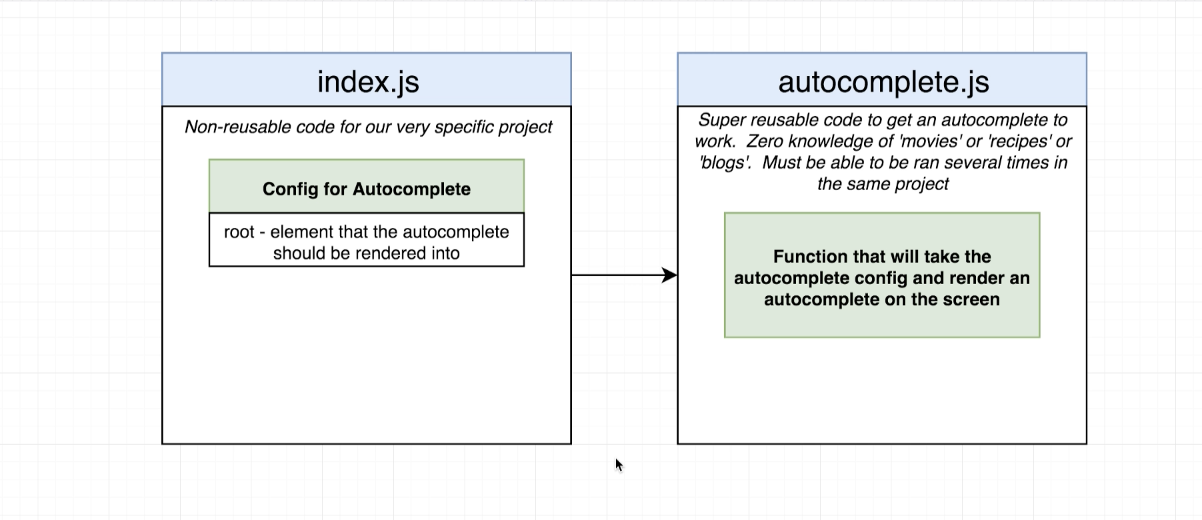 index.js
Non-reusable code for our very specific project
Config for Autocomplete
root - element that the autocomplete
should be rendered into
autocomplete.js
Super reusable code to get an autocomplete to
work.  Zero knowledge of 'movies' or 'recipes' or
'blogs'.  Must be able to be ran several times in
the same project
Function that will take the
autocomplete config and render an
autocomplete on the screen